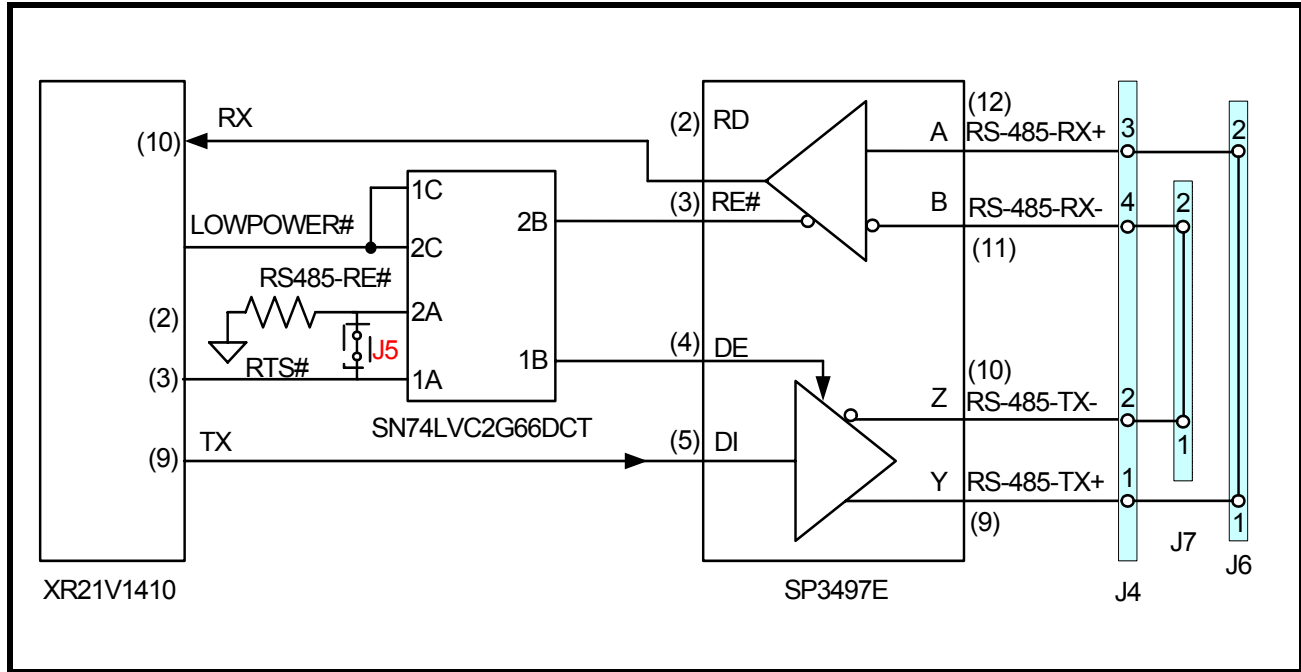 RX
(10)
LOWPOWER#
RS485-RE#
(2)
J5
(3)
RTS#
TX
(9)
XR21V1410
1C
2B
2C
2A
1B
1A
SN74LVC2G66DCT
(2)
RD
(3)
RE#
(4)
DE
(5)
DI
A
B
Z
Y
SP3497E
(12)
RS-485-RX+
RS-485-RX-
(11)
(10)
RS-485-TX-
RS-485-TX+
(9)
3
4
2
1
J4
2
1
J7
2
1
J6